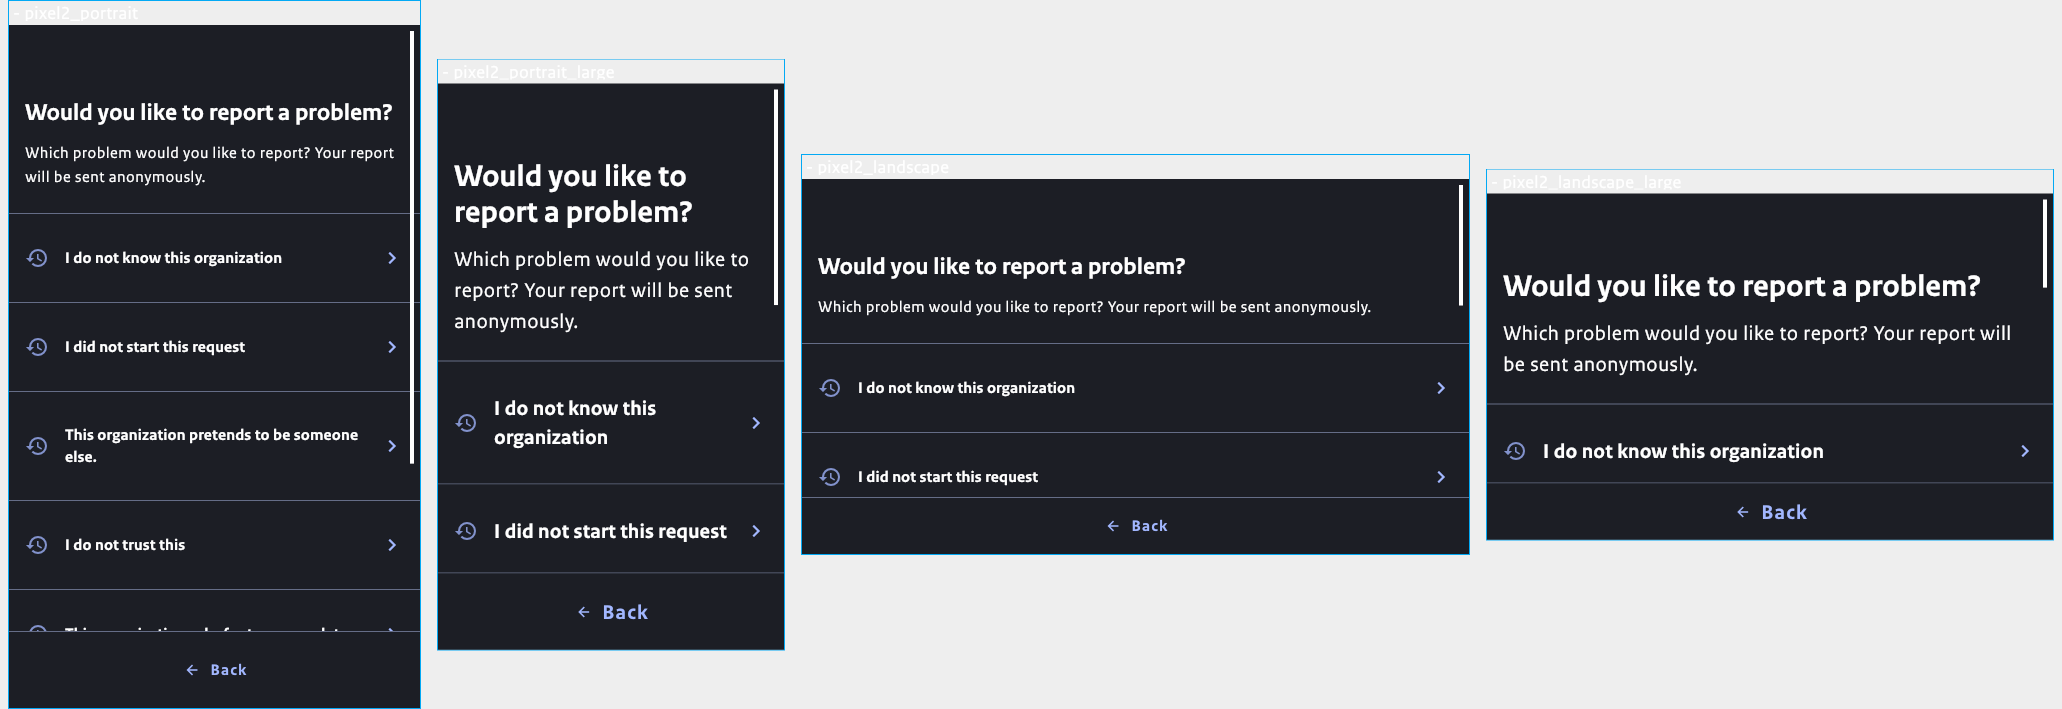 - pixel2_portrait
Would you like to report a problem?
Which problem would you like to report? Your report
will be sent anonymously.
I do not know this organization
I did not start this request
This organization pretends to be someone
else.
I do not trust this
Back
- pixel2_portrait_large
Would you like to
report a problem?
Which problem would you like to
report? Your report will be sent
anonymously.
I do not know this
organization
I did not start this request
Back
- pixel2_landscape
Would you like to report a problem?
Which problem would you like to report? Your report will be sent anonymously.
I do not know this organization
I did not start this request
Back
- pixel2_landscape_large
Would you like to report a problem?
Which problem would you like to report? Your report will
be sent anonymously.
I do not know this organization
Back